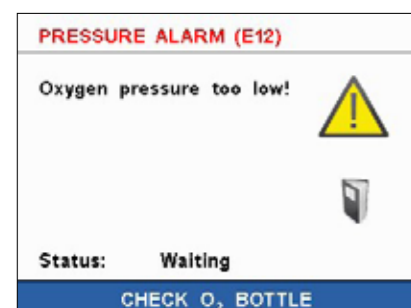 PRESSURE ALARM (E12)
Oxygen pressure too low!
Status: Waiting
CHECK O₂ BOTTLE